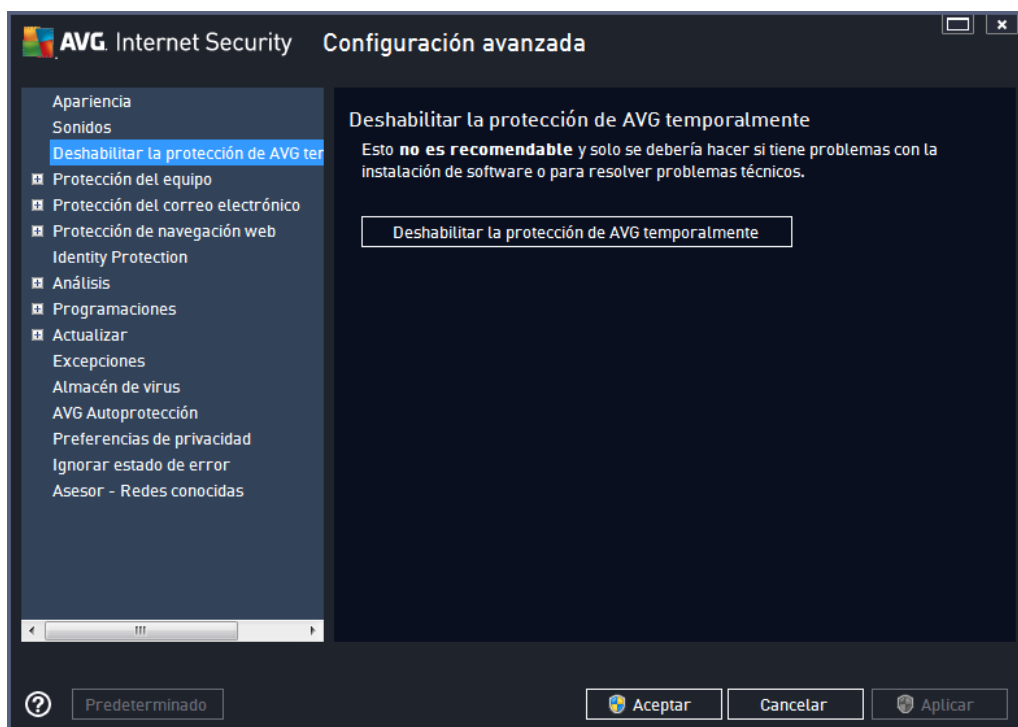 AVG. Internet Security Configuración avanzada
Apariencia
Sonidos
Deshabilitar la protección de AVG ter
Protección del equipo
Protección del correo electrónico
Protección de navegación web
Identity Protection
Análisis
Programaciones
Actualizar
Excepciones
Almacén de virus
AVG Autoprotección
Preferencias de privacidad
Ignorar estado de error
Asesor - Redes conocidas
Deshabilitar la protección de AVG temporalmente
Esto no es recomendable y solo se debería hacer si tiene problemas con la
instalación de software o para resolver problemas técnicos.
Deshabilitar la protección de AVG temporalmente
Predeterminado
Aceptar
Cancelar
Aplicar